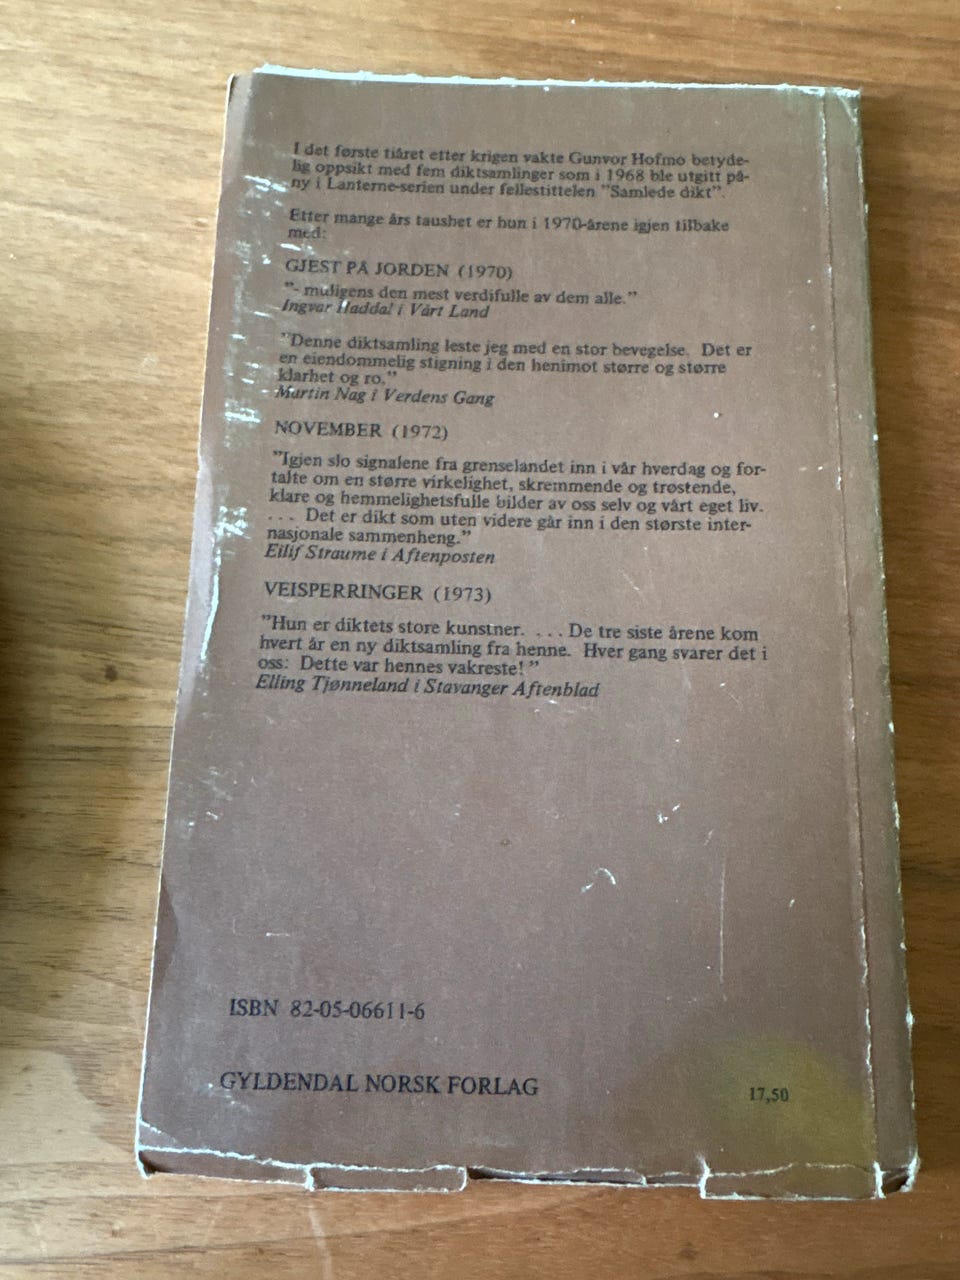 I det første tiåret etter krigen vakte Gunvor Hofmo betyde-
lig oppsikt med fem diktsamlinger som i 1968 ble utgitt på-
ny i Lanterne-serien under fellestittelen "Samlede dikt".
Etter mange års taushet er hun i 1970-årene igjen tilbake
med:
GJEST PÅ JORDEN (1970)
"- muligens den mest verdifulle av dem alle."
Ingvar Haddal i Vårt Land
"Denne diktsamling leste jeg med en stor bevegelse. Det er
en eiendommelig stigning i den henimot større og større
klarhet og ro."
Martin Nag i Verdens Gang
NOVEMBER (1972)
"Igjen slo signalene fra grenselandet inn i vår hverdag og for-
talte om en større virkelighet, skremmende og trøstende,
klare og hemmelighetsfulle bilder av oss selv og vårt eget liv.
. . . Det er dikt som uten videre går inn i den største inter-
nasjonale sammenheng."
Eilif Straume i Aftenposten
VEISPERRINGER (1973)
"Hun er diktets store kunstner. . . . De tre siste årene kom
hvert år en ny diktsamling fra henne. Hver gang svarer det i
oss: Dette var hennes vakreste!"
Elling Tjønneland i Stavanger Aftenblad
ISBN 82-05-06611-6
GYLDENDAL NORSK FORLAG
17,50